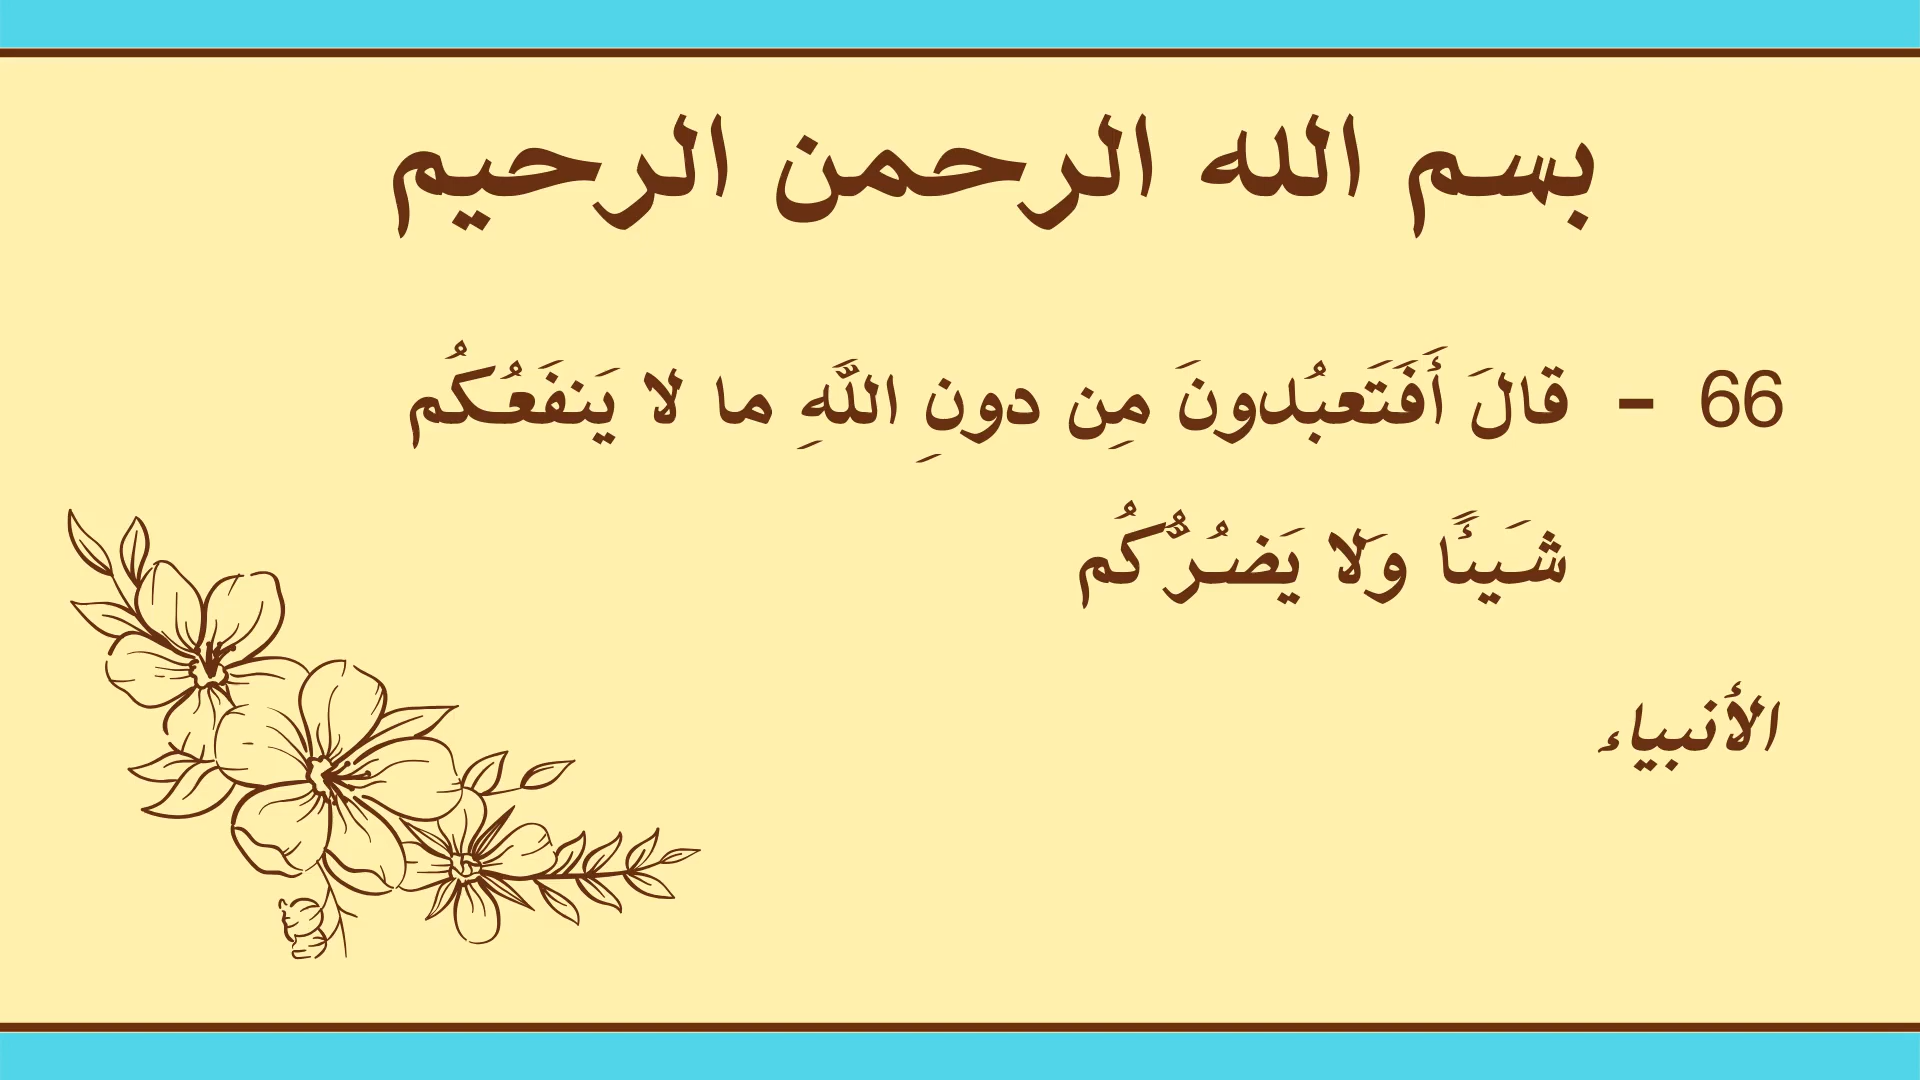 بسم الله الرحمن الرحيم
66 - قالَ أَفَتَعبُدونَ مِن دونِ اللَّهِ ما لا يَنفَعُكُم
شَيئًا وَلا يَضُرُّكُم
الأنبياء